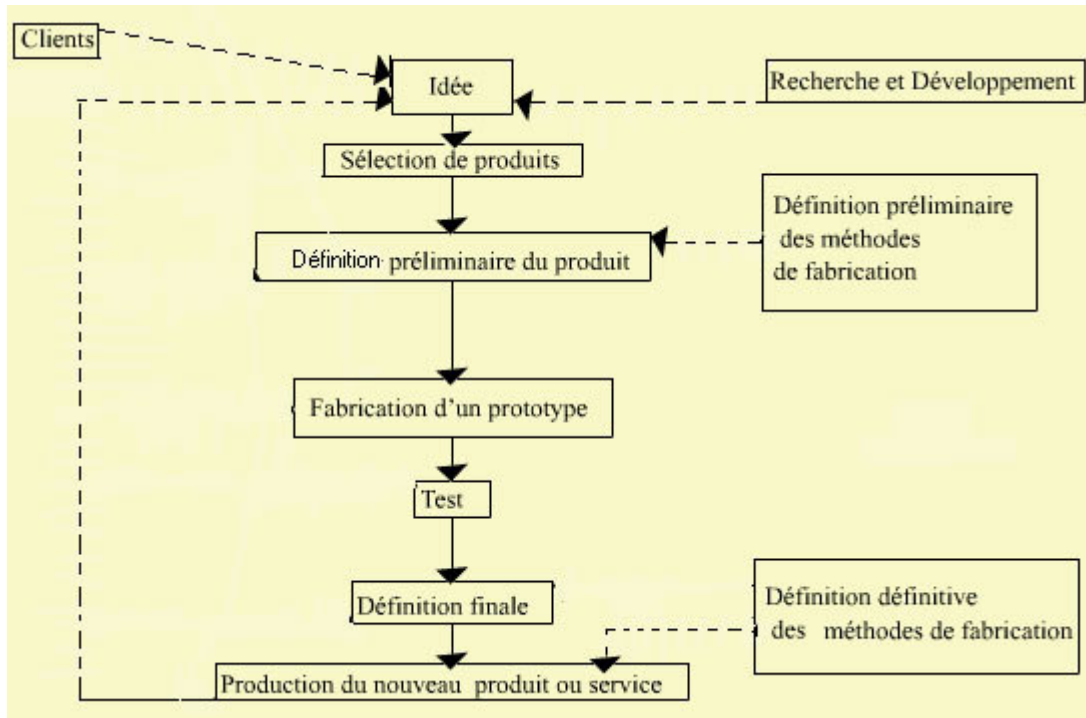 Clients
Idée
Recherche et Développement
Sélection de produits
Définition préliminaire du produit
Définition préliminaire
des méthodes
de fabrication
Fabrication d'un prototype
Test
Définition finale
Définition définitive
des méthodes de fabrication
Production du nouveau produit ou service